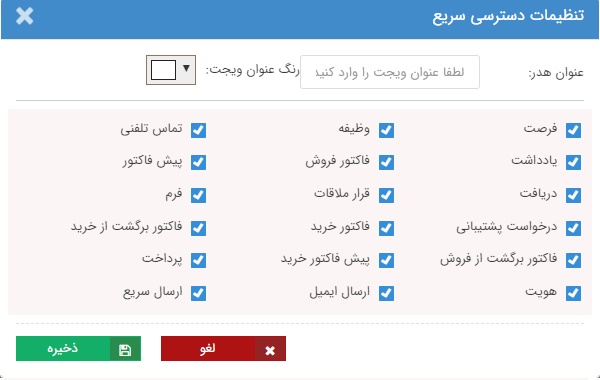 تنظیمات دسترسی سریع
عنوان هدر: لطفا عنوان ویجت را وارد کنید رنگ عنوان ویجت:
فرصت وظیفه تماس تلفنی
یادداشت فاکتور فروش پیش فاکتور
دریافت قرار ملاقات فرم
درخواست پشتیبانی فاکتور خرید فاکتور برگشت از خرید
فاکتور برگشت از فروش پیش فاکتور خرید پرداخت
هویت ارسال ایمیل ارسال سریع
لغو ذخیره